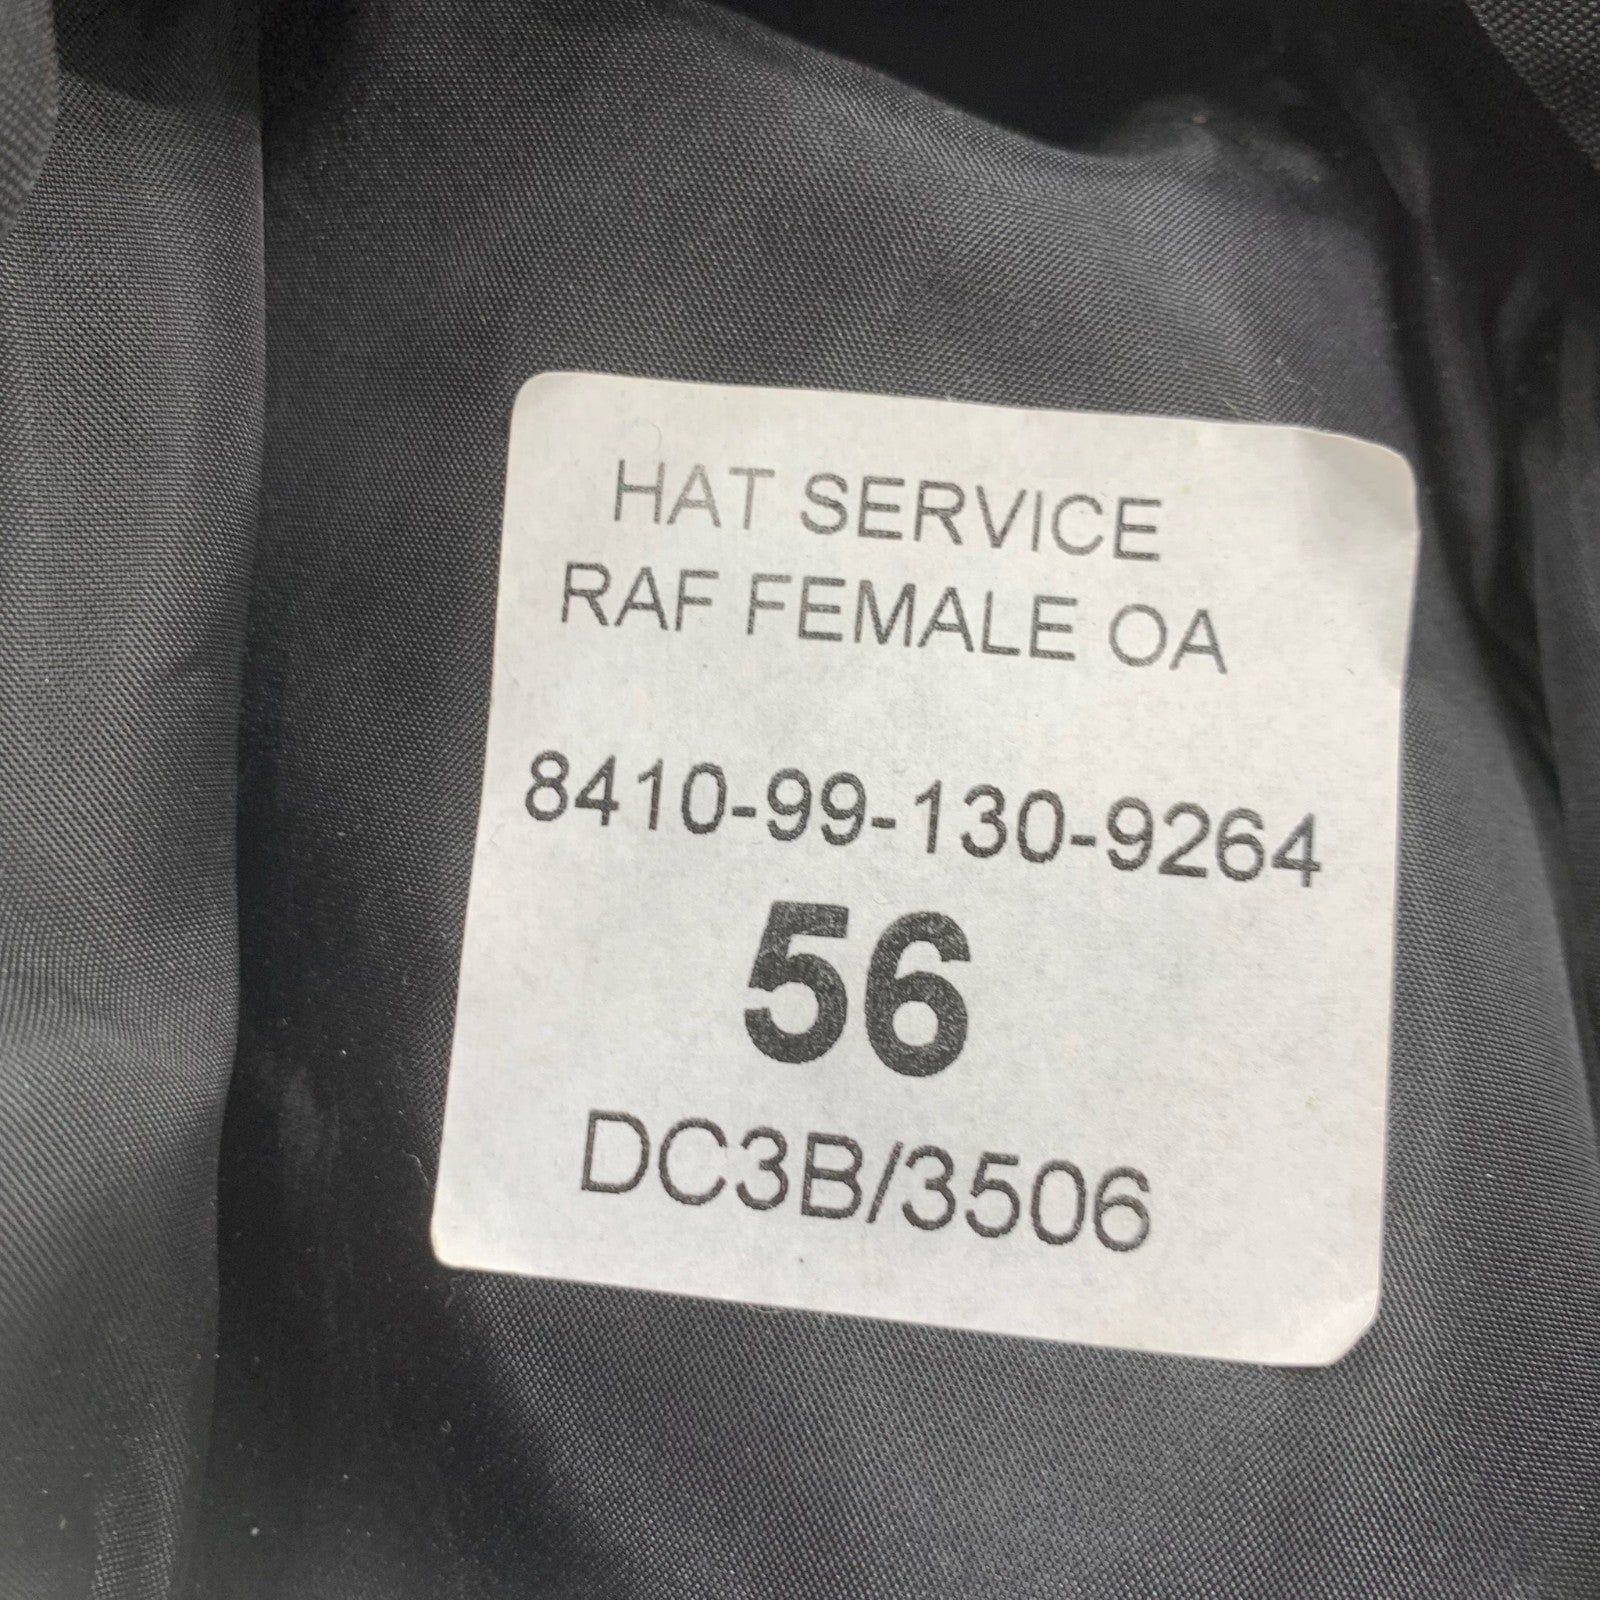 HAT SERVICE
RAF FEMALE OA
8410-99-130-9264
56
DC3B/3506